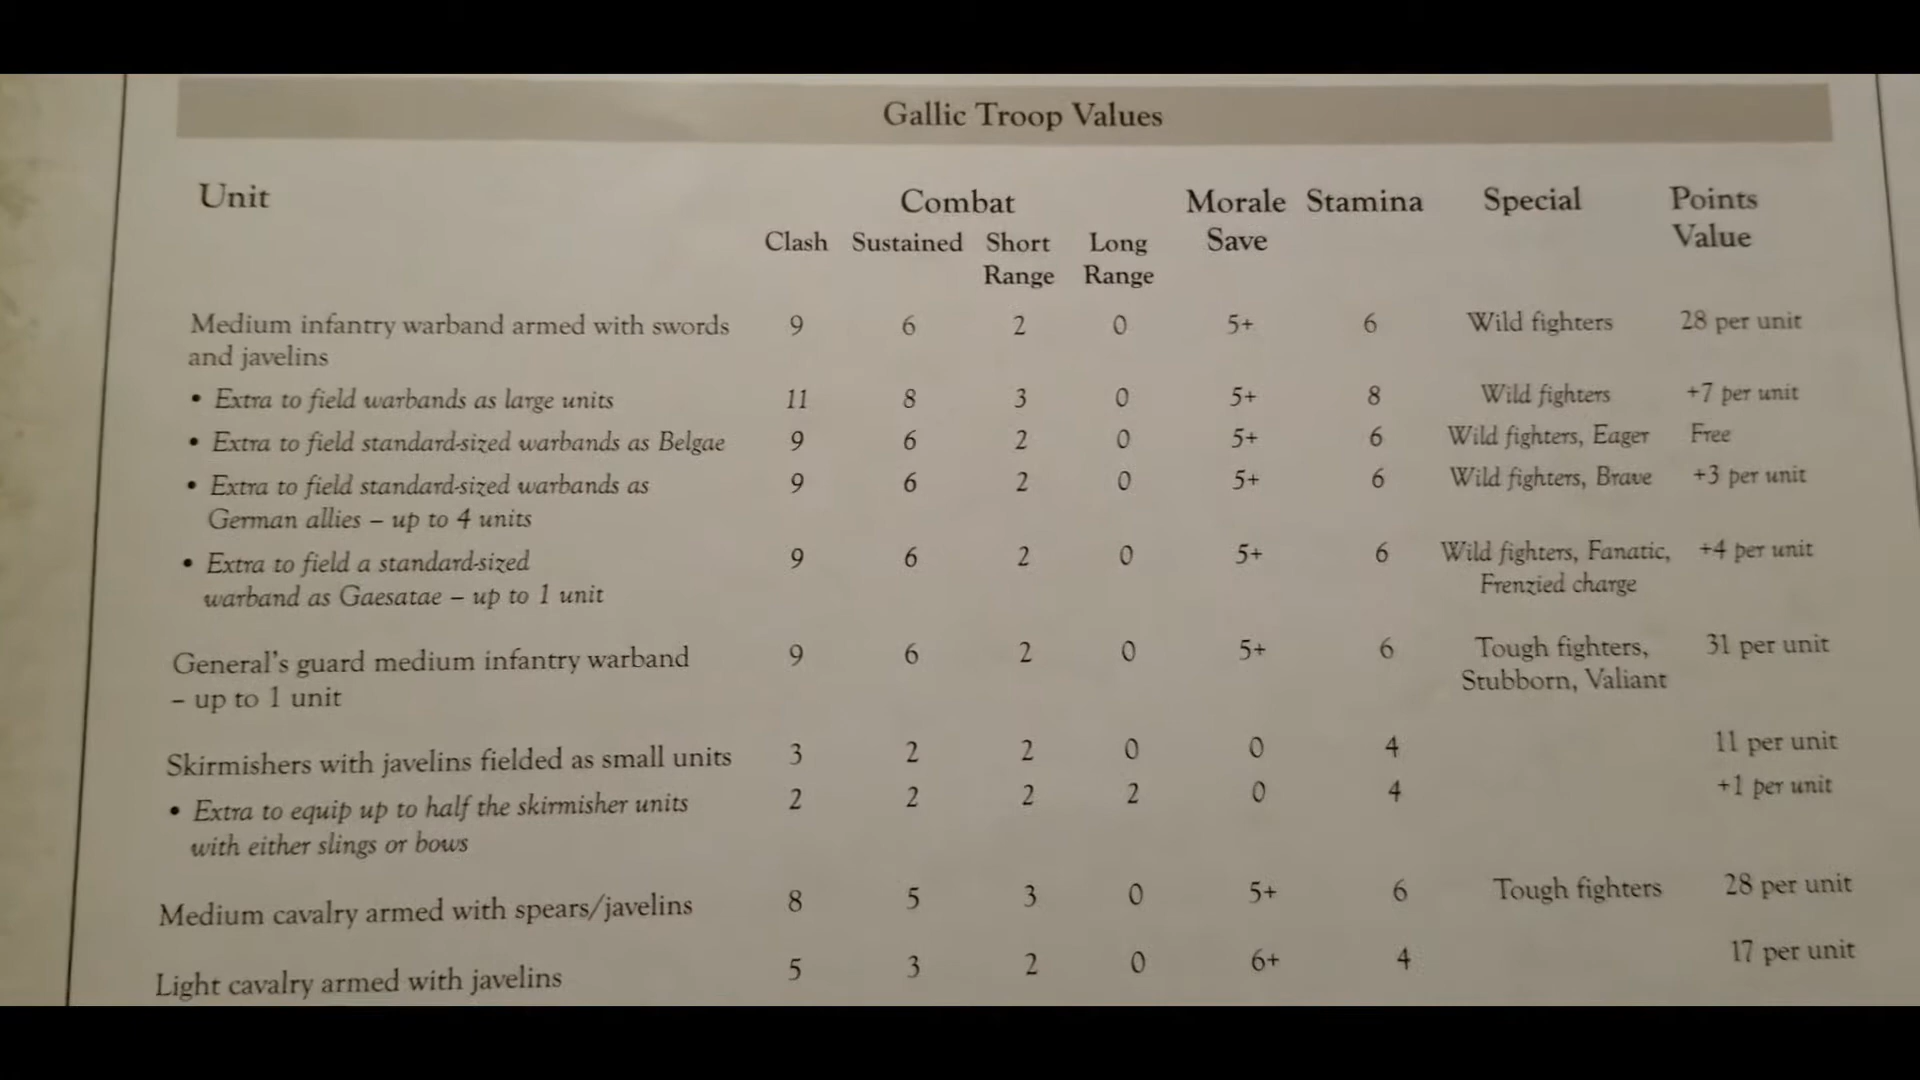 Gallic Troop Values
Unit Combat Morale Stamina Special Points
Clash Sustained Short Long Save Value
Range Range
Medium infantry warband armed with swords 9 6 2 0 5+ 6 Wild fighters 28 per unit
and javelins
• Extra to field warbands as large units 11 8 3 0 5+ 8 Wild fighters +7 per unit
• Extra to field standard-sized warbands as Belgae 9 6 2 0 5+ 6 Wild fighters, Eager Free
• Extra to field standard-sized warbands as 9 6 2 0 5+ 6 Wild fighters, Brave +3 per unit
German allies – up to 4 units
• Extra to field a standard-sized 9 6 2 0 5+ 6 Wild fighters, Fanatic, +4 per unit
warband as Gaesatae – up to 1 unit Frenzied charge
General's guard medium infantry warband 9 6 2 0 5+ 6 Tough fighters, 31 per unit
– up to 1 unit Stubborn, Valiant
Skirmishers with javelins fielded as small units 3 2 2 0 0 4 11 per unit
• Extra to equip up to half the skirmisher units 2 2 2 2 0 4 +1 per unit
with either slings or bows
Medium cavalry armed with spears/javelins 8 5 3 0 5+ 6 Tough fighters 28 per unit
Light cavalry armed with javelins 5 3 2 0 6+ 4 17 per unit